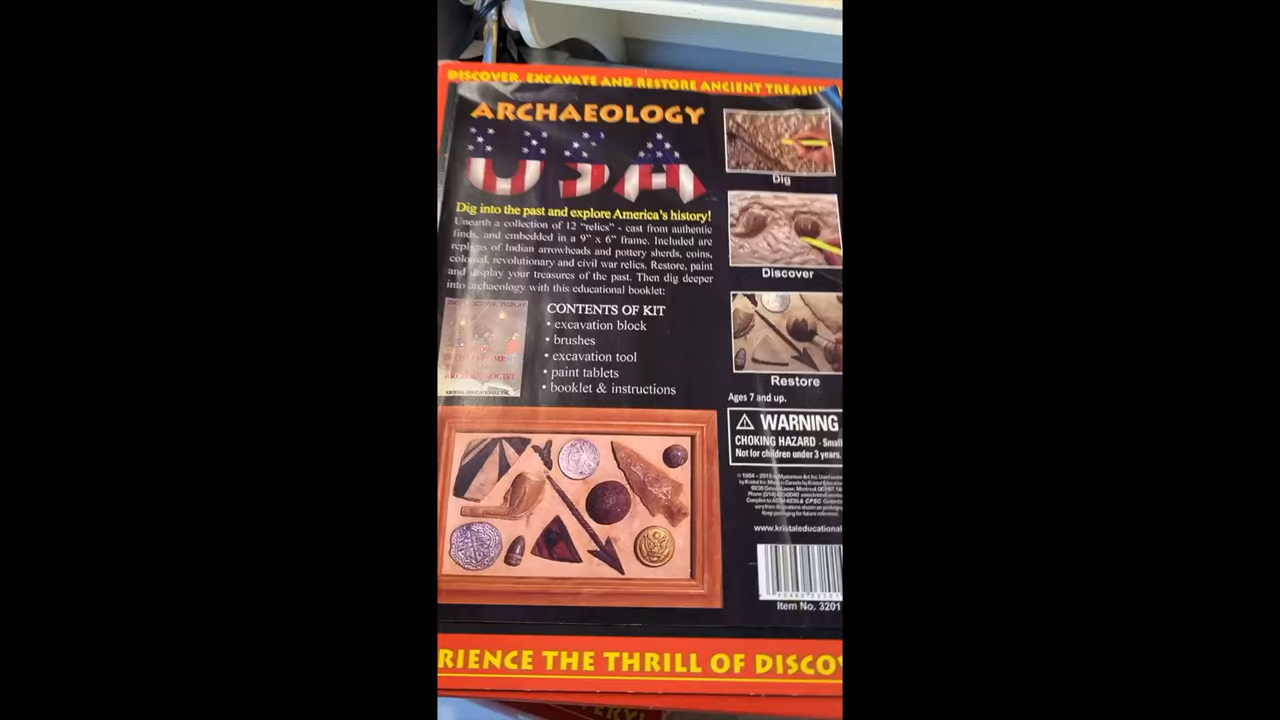 DISCOVER, EXCAVATE AND RESTORE ANCIENT
ARCHAEOLOGY
USA
Dig into the past and explore America's history!
Unearth a collection of 12 "relics" - cast from authentic
finds, and embedded in a 9" x 6" frame. Included are
replicas of Indian arrowheads and pottery sherds, coins,
colonial, revolutionary and civil war relics. Restore, paint
and display your treasures of the past. Then dig deeper
into archaeology with this educational booklet:
CONTENTS OF KIT
• excavation block
• brushes
• excavation tool
• paint tablets
• booklet & instructions
KRISTAL EDUCATIONAL INC.
Dig
Discover
Restore
Ages 7 and up.
WARNING
CHOKING HAZARD - Small
Not for children under 3 years.
www.kristaleducational
Item No. 3201
RIENCE THE THRILL OF DISCO